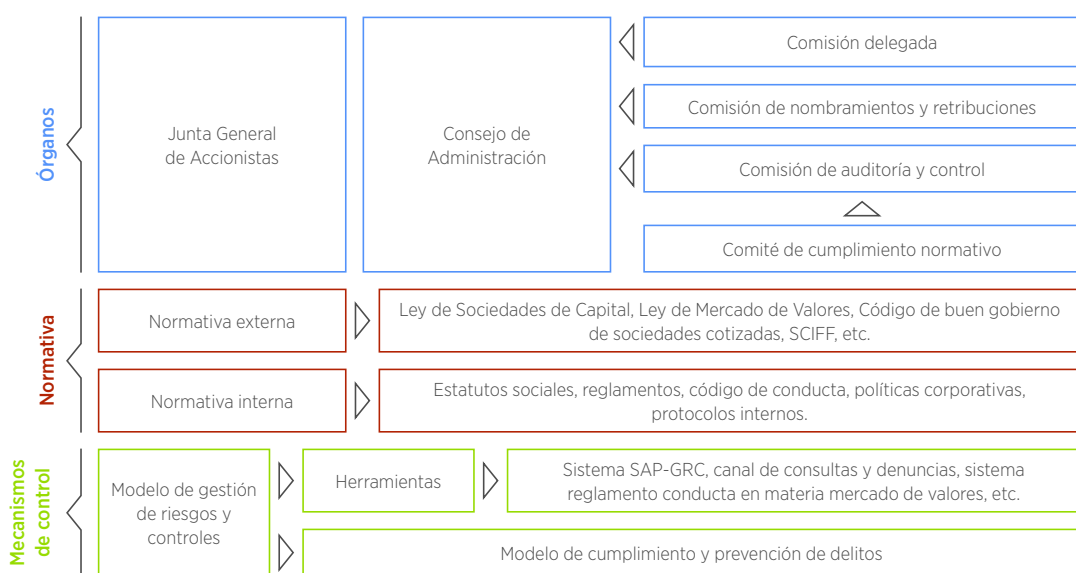 Órganos
Junta General
de Accionistas
Consejo de
Administración
Comisión delegada
Comisión de nombramientos y retribuciones
Comisión de auditoría y control
Comité de cumplimiento normativo
Normativa
Normativa externa
Ley de Sociedades de Capital, Ley de Mercado de Valores, Código de buen gobierno
de sociedades cotizadas, SCIFF, etc.
Normativa interna
Estatutos sociales, reglamentos, código de conducta, políticas corporativas,
protocolos internos.
Mecanismos
de control
Modelo de gestión
de riesgos y
controles
Herramientas
Sistema SAP-GRC, canal de consultas y denuncias, sistema
reglamento conducta en materia mercado de valores, etc.
Modelo de cumplimiento y prevención de delitos